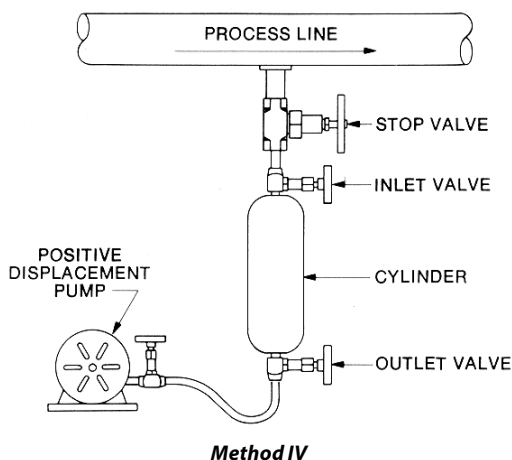 PROCESS LINE
STOP VALVE
INLET VALVE
POSITIVE
DISPLACEMENT
PUMP
CYLINDER
OUTLET VALVE
Method IV